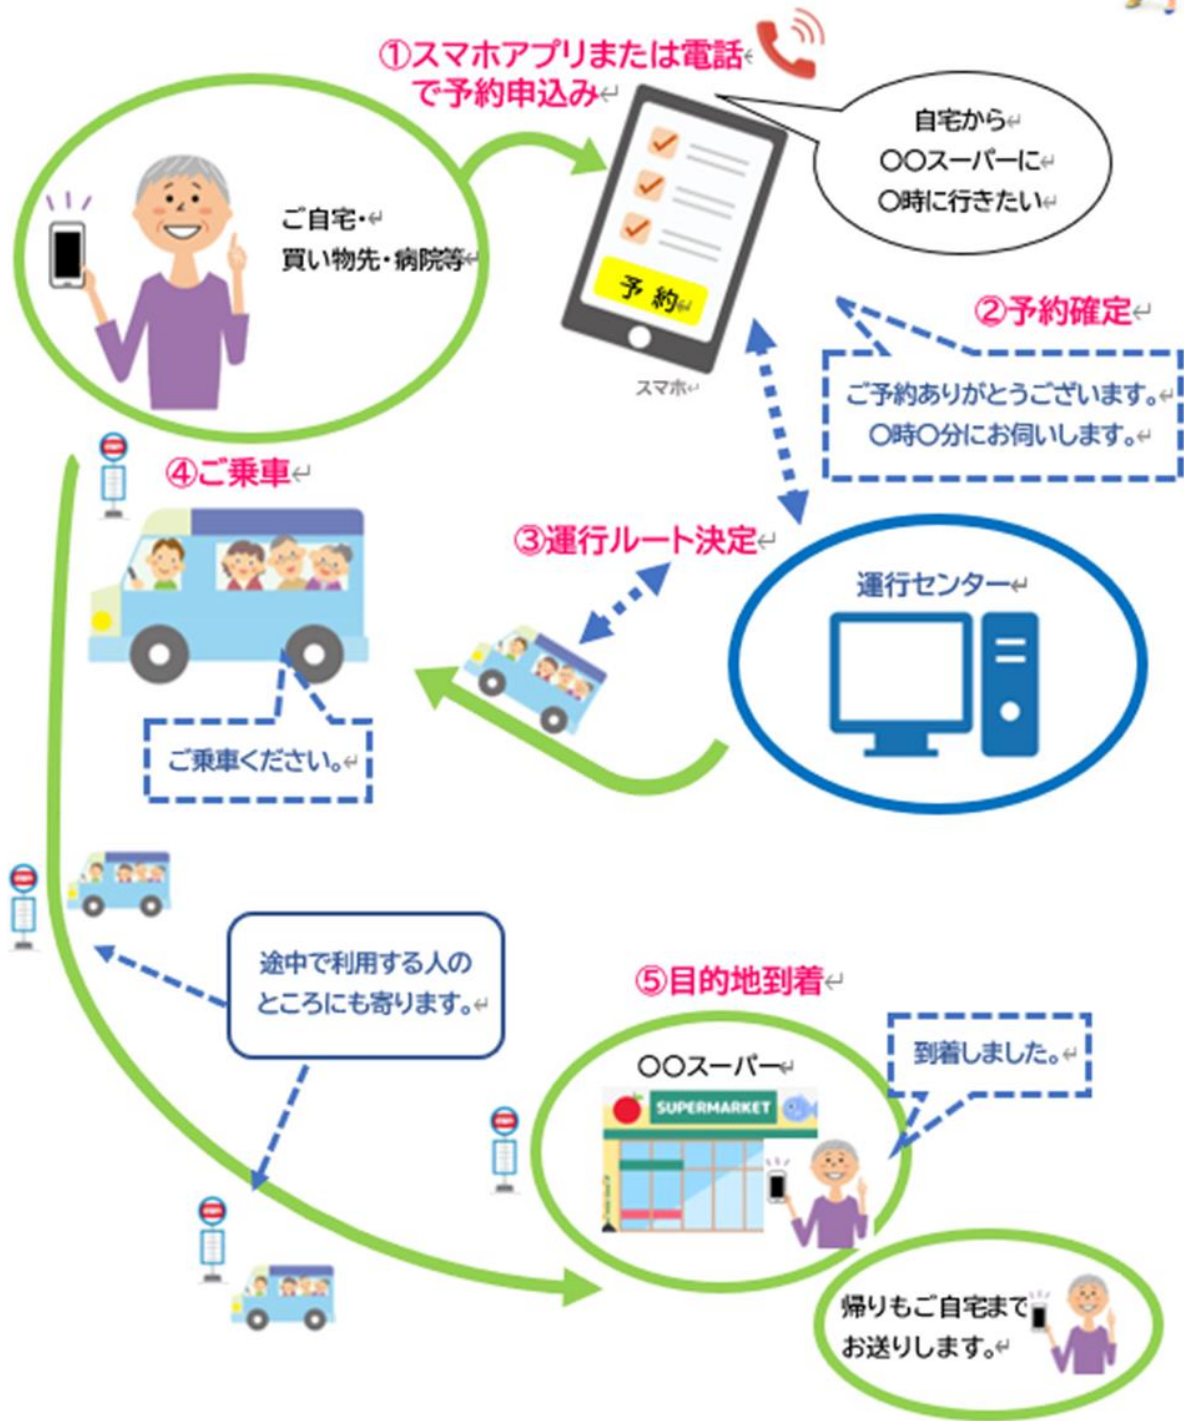 ①スマホアプリまたは電話
で予約申込み
自宅から
〇〇スーパーに
〇時に行きたい
ご自宅・
買い物先・病院等
予 約
スマホ
②予約確定
ご予約ありがとうございます。
〇時〇分にお伺いします。
④ご乗車
③運行ルート決定
運行センター
ご乗車ください。
途中で利用する人の
ところにも寄ります。
⑤目的地到着
〇〇スーパー
到着しました。
SUPERMARKET
帰りもご自宅まで
お送りします。